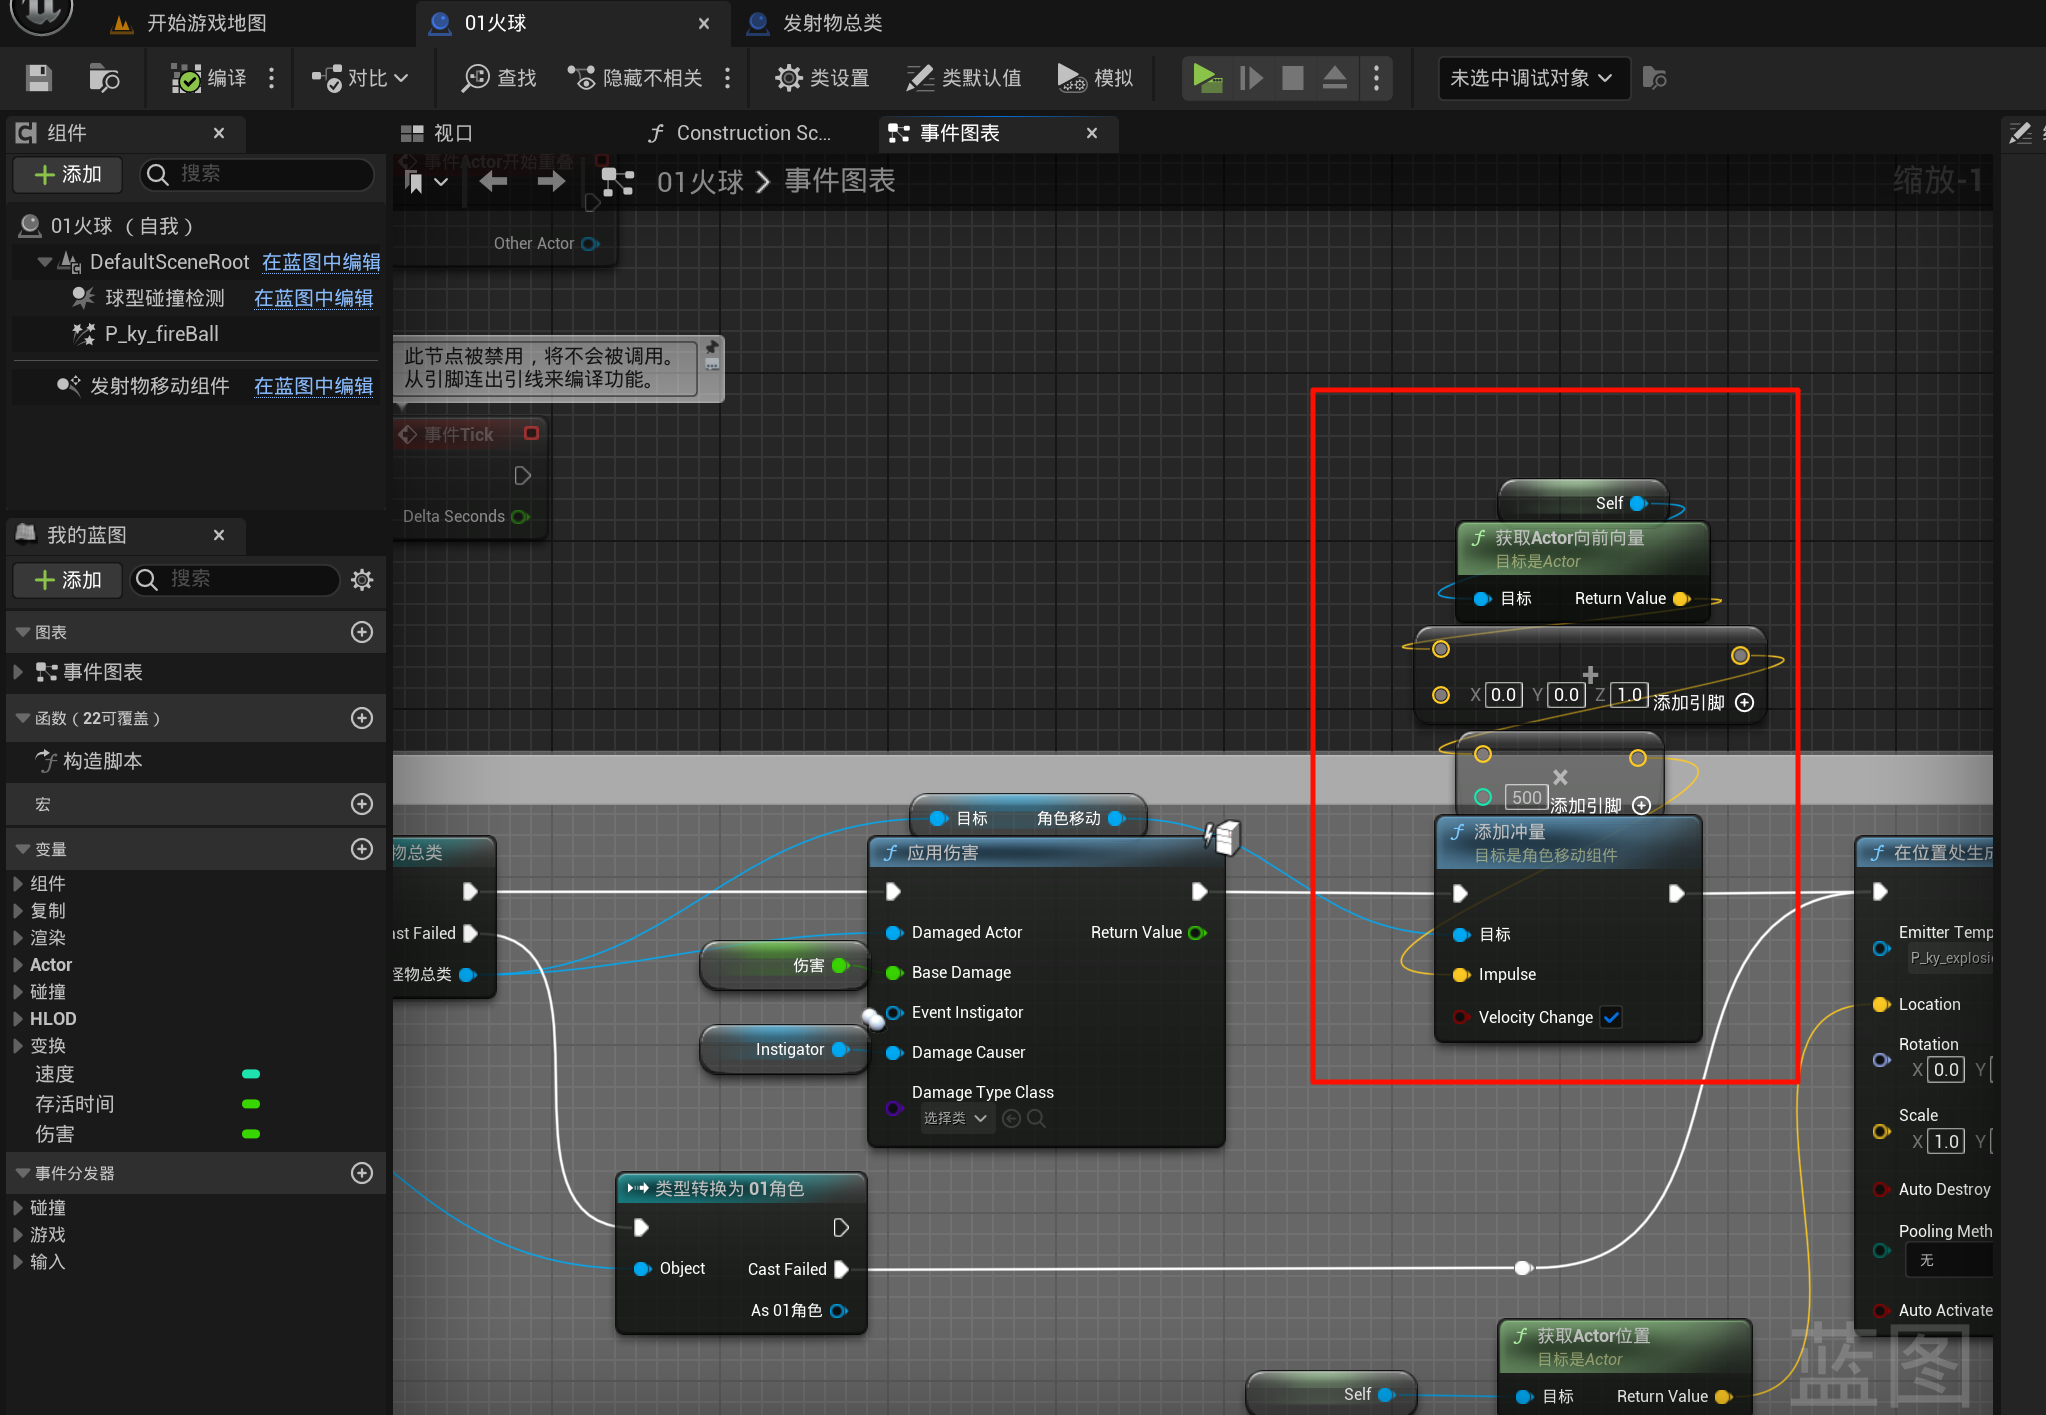 开始游戏地图
01火球
发射物总类
编译
对比
查找
隐藏不相关
类设置
类默认值
模拟
未选中调试对象
组件
添加
搜索
01火球 （自我）
DefaultSceneRoot 在蓝图中编辑
球型碰撞检测 在蓝图中编辑
P_ky_fireBall
发射物移动组件 在蓝图中编辑
我的蓝图
添加
搜索
图表
事件图表
函数（22可覆盖）
构造脚本
宏
变量
组件
复制
渲染
Actor
碰撞
HLOD
变换
速度
存活时间
伤害
事件分发器
碰撞
游戏
输入
视口
Construction Sc...
事件图表
事件Actor开始重叠
01火球 > 事件图表
缩放-1
Other Actor
此节点被禁用，将不会被调用。
从引脚连出引线来编译功能。
事件Tick
Delta Seconds
Self
获取Actor向前向量
目标是Actor
目标 Return Value
X 0.0 Y 0.0 Z 1.0 添加引脚
500 添加引脚
添加冲量
目标是角色移动组件
目标
Impulse
Velocity Change
目标 角色移动
应用伤害
Damaged Actor Return Value
Base Damage
Event Instigator
Damage Causer
Damage Type Class
选择类
伤害
Instigator
物总类
ast Failed
怪物总类
类型转换为 01角色
Object Cast Failed
As 01角色
在位置处生成
Emitter Temp
P_ky_explosi
Location
Rotation
X 0.0 Y
Scale
X 1.0 Y
Auto Destroy
Pooling Meth
无
Auto Activate
获取Actor位置
目标是Actor
目标 Return Value
Self
蓝图